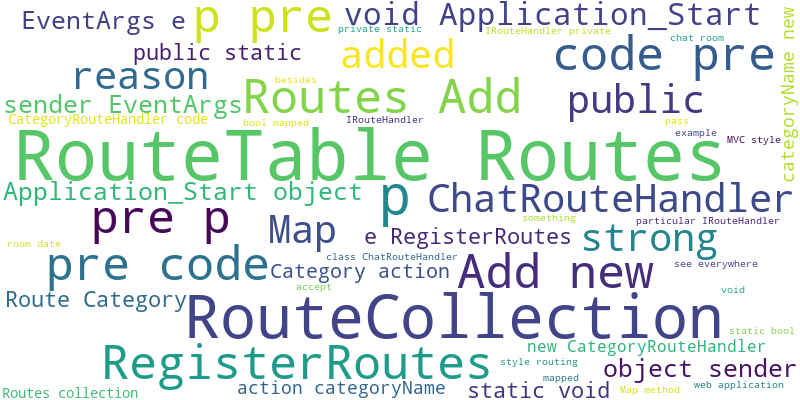 EventArgs e
p pre
private static
void Application_Start
IRouteHandler private
chat room
public static
added
code pre
reason
besides
categoryName new
sender EventArgs
Routes Add
public
CategoryRouteHandler code
bool mapped
IRouteHandler
pass
example
MVC style
RouteTable Routes
Application_Start object
p
ChatRouteHandler
pre p
Map
something
particular IRouteHandler
e RegisterRoutes
strong
room date
pre code
class ChatRouteHandler
Category action
Add new
see everywhere
accept
Route Category
void
RouteCollection
static bool
RegisterRoutes
new CategoryRouteHandler
style routing
object sender
mapped
Routes collection
action categoryName
static void
Map method
web application